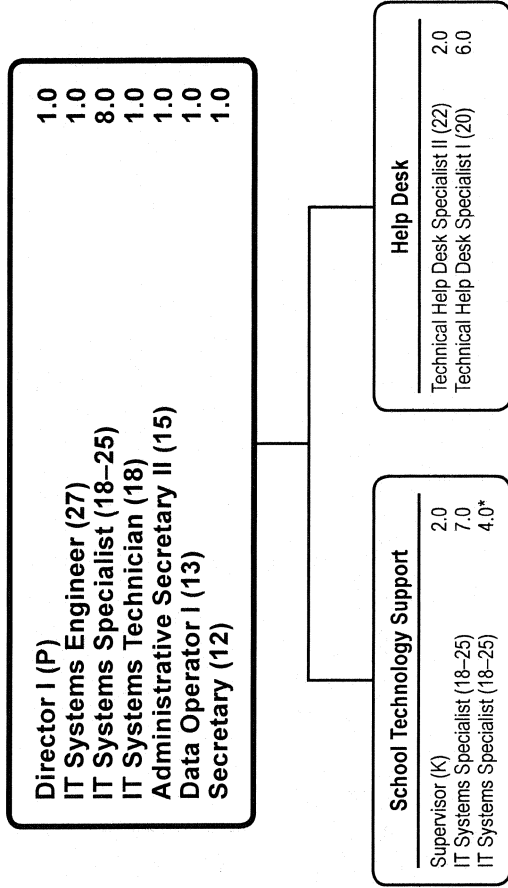 Director I (P) 1.0
IT Systems Engineer (27) 1.0
IT Systems Specialist (18–25) 8.0
IT Systems Technician (18) 1.0
Administrative Secretary II (15) 1.0
Data Operator I (13) 1.0
Secretary (12) 1.0
School Technology Support
Supervisor (K) 2.0
IT Systems Specialist (18–25) 7.0
IT Systems Specialist (18–25) 4.0*
Help Desk
Technical Help Desk Specialist II (22) 2.0
Technical Help Desk Specialist I (20) 6.0